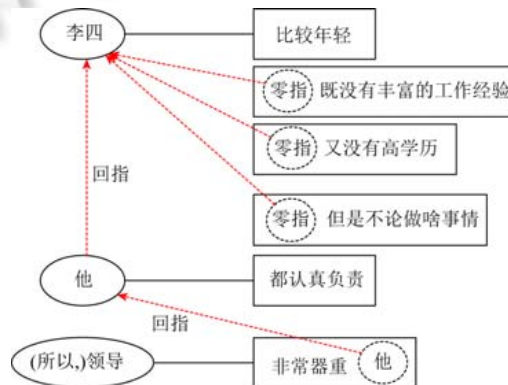 李四
比较年轻
零指 既没有丰富的工作经验
零指 又没有高学历
回指
零指 但是不论做啥事情
他
都认真负责
回指
(所以,)领导
非常器重 他